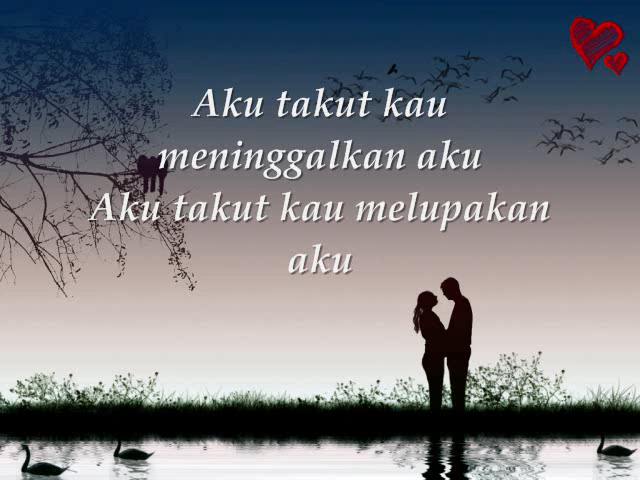 Aku takut kau
meninggalkan aku
Aku takut kau melupakan
aku